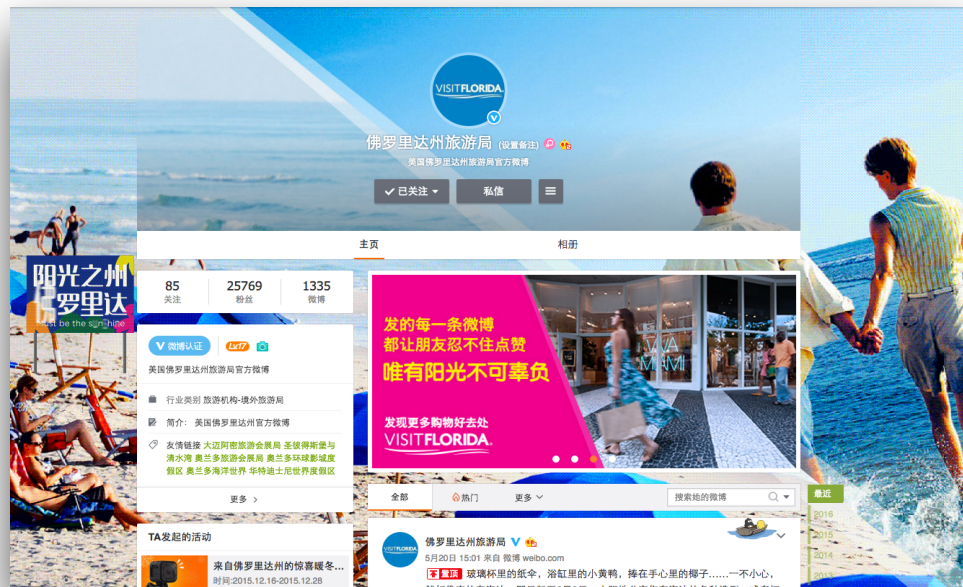 VISITFLORIDA
佛罗里达州旅游局 (设置备注)
美国佛罗里达州旅游局官方微博
已关注
私信
主页
相册
阳光之州
罗里达
must be the sunshine
85
关注
25769
粉丝
1335
微博
V 微博认证
LV17
美国佛罗里达州旅游局官方微博
行业类别 旅游机构-境外旅游局
简介： 美国佛罗里达州官方微博
友情链接 大迈阿密旅游会展局 圣彼得斯堡与
清水湾 奥兰多旅游会展局 奥兰多环球影城度
假区 奥兰多海洋世界 华特迪士尼世界度假区
更多 >
TA发起的活动
来自佛罗里达州的惊喜暖冬...
时间:2015.12.16-2015.12.28
发的每一条微博
都让朋友忍不住点赞
唯有阳光不可辜负
发现更多购物好去处
VISITFLORIDA.
VIVA
MIAMI
全部
热门
更多
搜索她的微博
VISITFLORIDA
佛罗里达州旅游局
5月20日 15:01 来自 微博 weibo.com
置顶 玻璃杯里的纸伞，浴缸里的小黄鸭，捧在手心里的椰子……一不小心，
最近
2016
2015
2014
2013